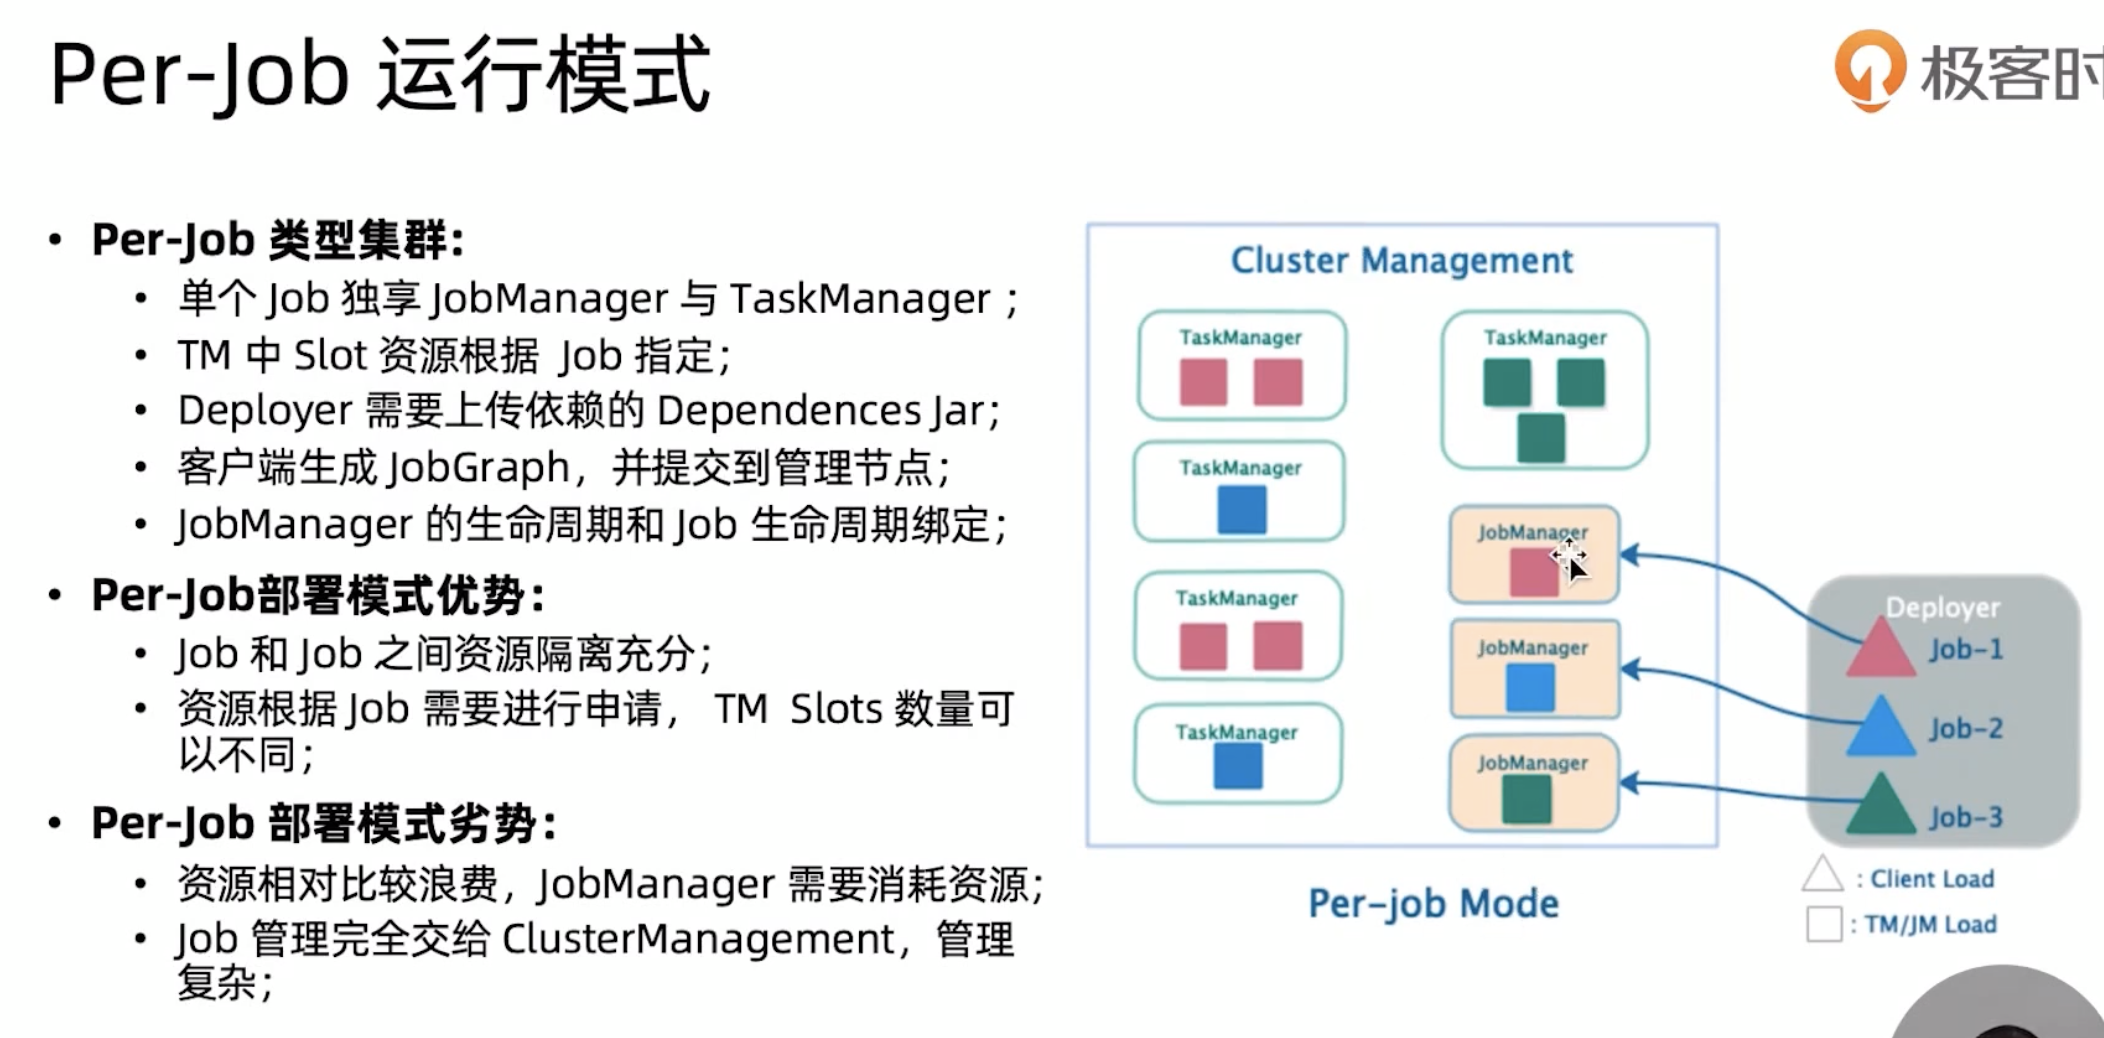 Per-Job 运行模式
极客时
• Per-Job 类型集群:
• 单个 Job 独享 JobManager 与 TaskManager ;
• TM 中 Slot 资源根据 Job 指定;
• Deployer 需要上传依赖的 Dependences Jar;
• 客户端生成 JobGraph，并提交到管理节点;
• JobManager 的生命周期和 Job 生命周期绑定;
• Per-Job部署模式优势:
• Job 和 Job 之间资源隔离充分;
• 资源根据 Job 需要进行申请， TM Slots 数量可
以不同;
• Per-Job 部署模式劣势:
• 资源相对比较浪费，JobManager 需要消耗资源;
• Job 管理完全交给 ClusterManagement，管理
复杂;
Cluster Management
TaskManager
TaskManager
TaskManager
TaskManager
TaskManager
JobManager
JobManager
JobManager
Deployer
Job-1
Job-2
Job-3
: Client Load
: TM/JM Load
Per-job Mode